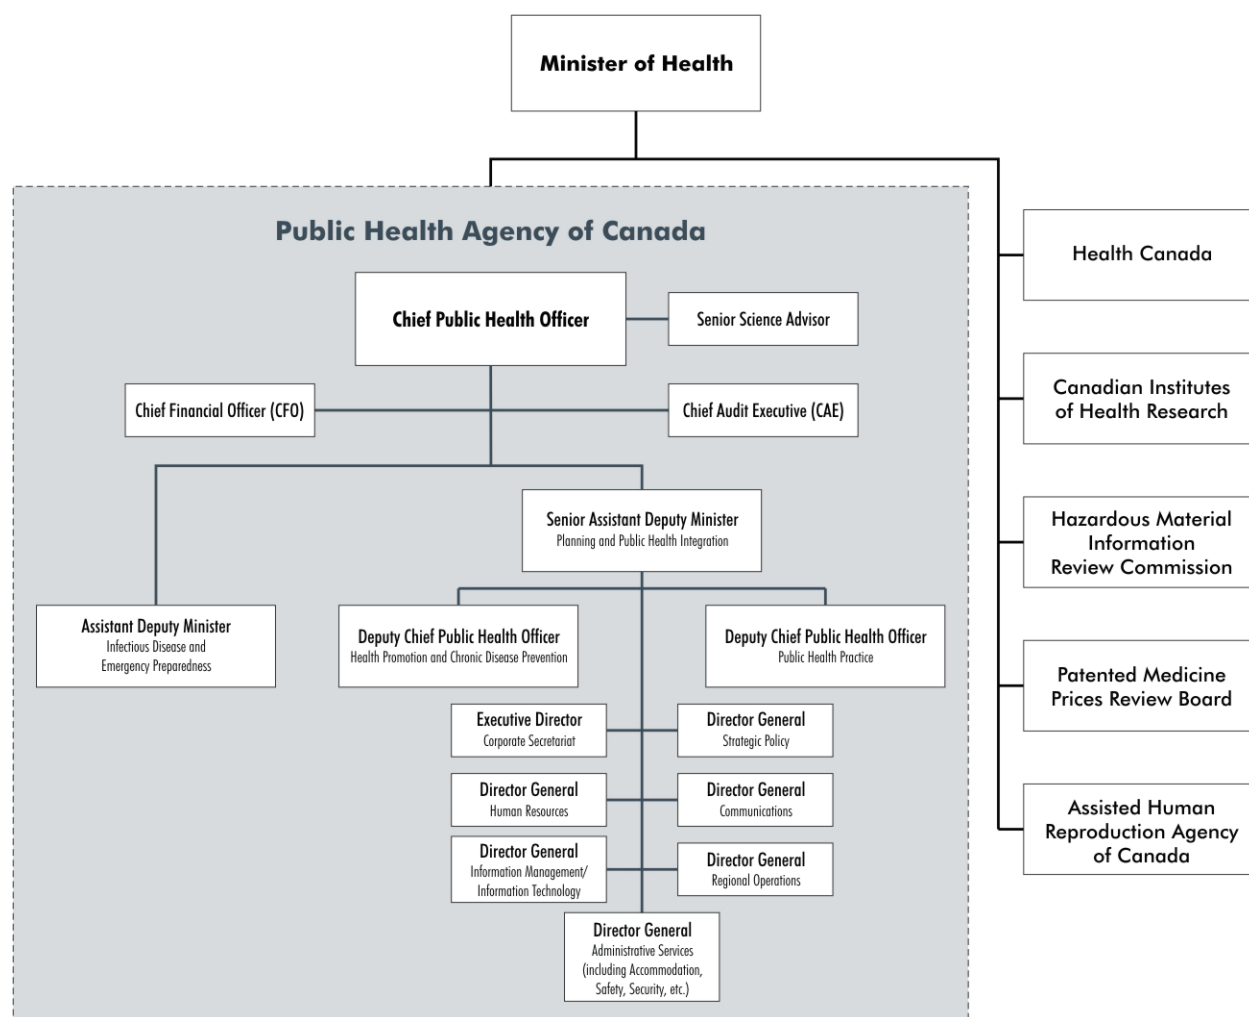 Minister of Health
Public Health Agency of Canada
Chief Public Health Officer
Senior Science Advisor
Chief Financial Officer (CFO)
Chief Audit Executive (CAE)
Senior Assistant Deputy Minister
Planning and Public Health Integration
Assistant Deputy Minister
Infectious Disease and
Emergency Preparedness
Deputy Chief Public Health Officer
Health Promotion and Chronic Disease Prevention
Deputy Chief Public Health Officer
Public Health Practice
Executive Director
Corporate Secretariat
Director General
Strategic Policy
Director General
Human Resources
Director General
Communications
Director General
Information Management/
Information Technology
Director General
Regional Operations
Director General
Administrative Services
(including Accommodation,
Safety, Security, etc.)
Health Canada
Canadian Institutes
of Health Research
Hazardous Material
Information
Review Commission
Patented Medicine
Prices Review Board
Assisted Human
Reproduction Agency
of Canada